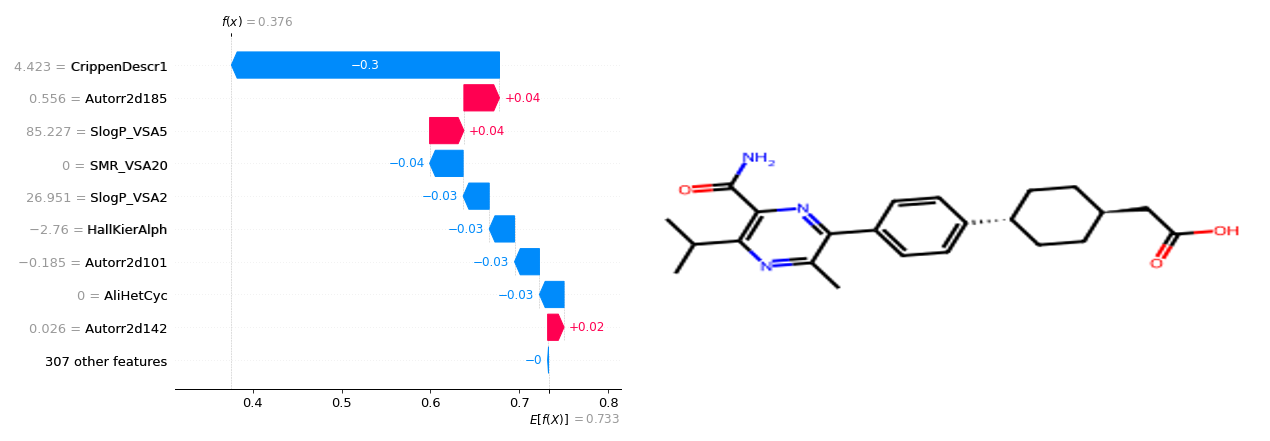 f(x) = 0.376
4.423 = CrippenDescr1
−0.3
0.556 = Autorr2d185
+0.04
85.227 = SlogP_VSA5
+0.04
0 = SMR_VSA20
−0.04
26.951 = SlogP_VSA2
−0.03
−2.76 = HallKierAlph
−0.03
−0.185 = Autorr2d101
−0.03
0 = AliHetCyc
−0.03
0.026 = Autorr2d142
+0.02
307 other features
−0
0.4 0.5 0.6 0.7 0.8
E[f(X)] = 0.733
NH₂
O
N
N
OH
O